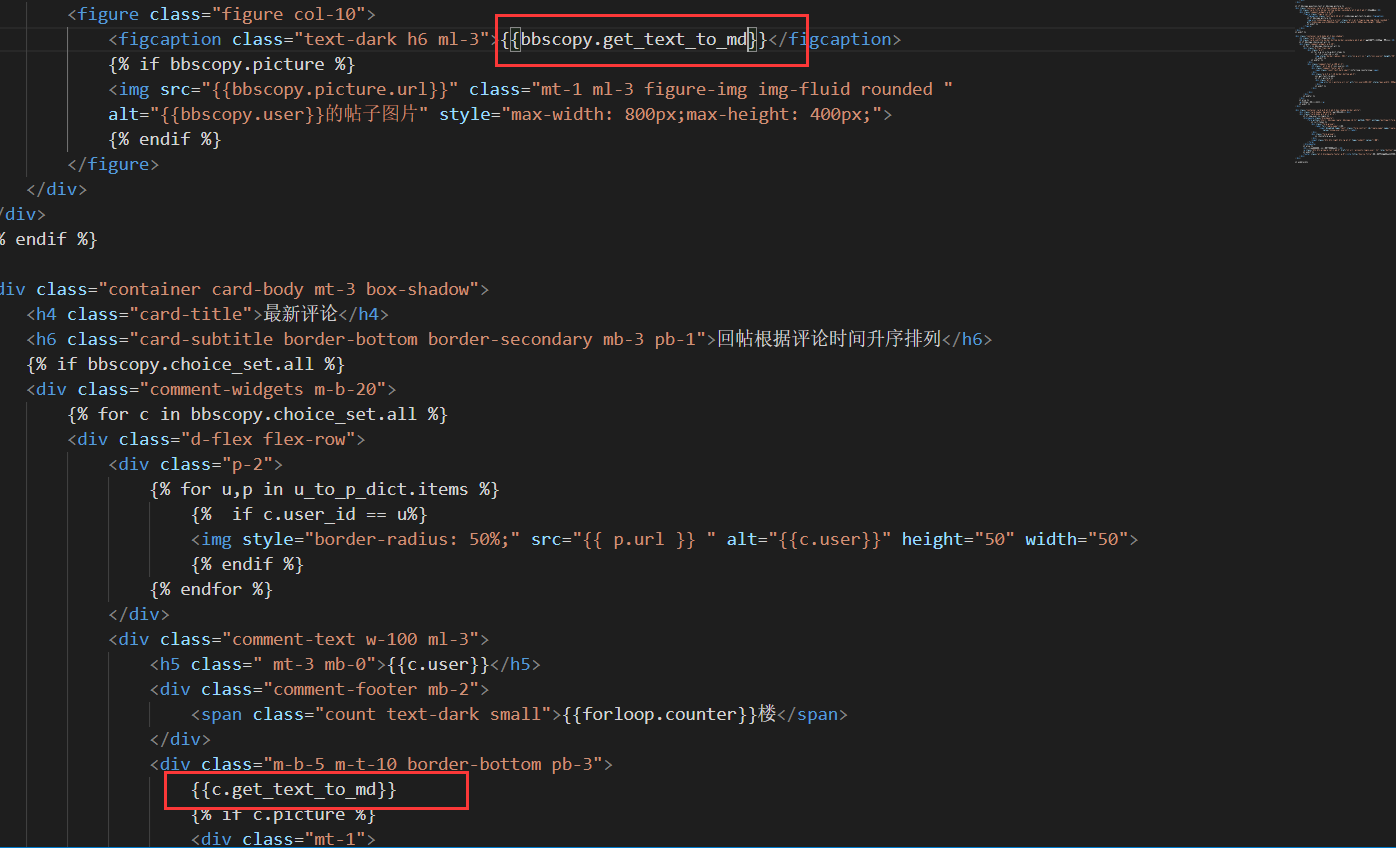 <figure class="figure col-10">
<figcaption class="text-dark h6 ml-3">{{bbscopy.get_text_to_md}}</figcaption>
{% if bbscopy.picture %}
<img src="{{bbscopy.picture.url}}" class="mt-1 ml-3 figure-img img-fluid rounded "
alt="{{bbscopy.user}}的帖子图片" style="max-width: 800px;max-height: 400px;">
{% endif %}
</figure>
</div>
/div>
% endif %}
div class="container card-body mt-3 box-shadow">
<h4 class="card-title">最新评论</h4>
<h6 class="card-subtitle border-bottom border-secondary mb-3 pb-1">回帖根据评论时间升序排列</h6>
{% if bbscopy.choice_set.all %}
<div class="comment-widgets m-b-20">
{% for c in bbscopy.choice_set.all %}
<div class="d-flex flex-row">
<div class="p-2">
{% for u,p in u_to_p_dict.items %}
{%  if c.user_id == u%}
<img style="border-radius: 50%;" src="{{ p.url }} " alt="{{c.user}}" height="50" width="50">
{% endif %}
{% endfor %}
</div>
<div class="comment-text w-100 ml-3">
<h5 class=" mt-3 mb-0">{{c.user}}</h5>
<div class="comment-footer mb-2">
<span class="count text-dark small">{{forloop.counter}}楼</span>
</div>
<div class="m-b-5 m-t-10 border-bottom pb-3">
{{c.get_text_to_md}}
{% if c.picture %}
<div class="mt-1">